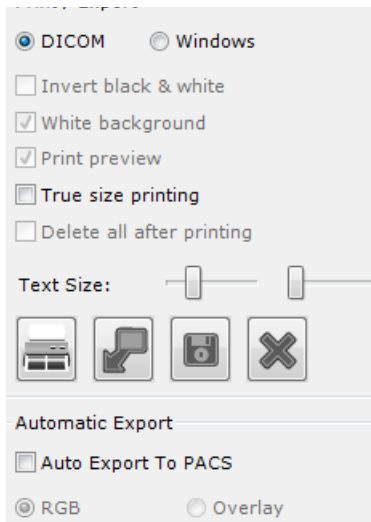 DICOM Windows
Invert black & white
White background
Print preview
True size printing
Delete all after printing
Text Size:
Automatic Export
Auto Export To PACS
RGB Overlay